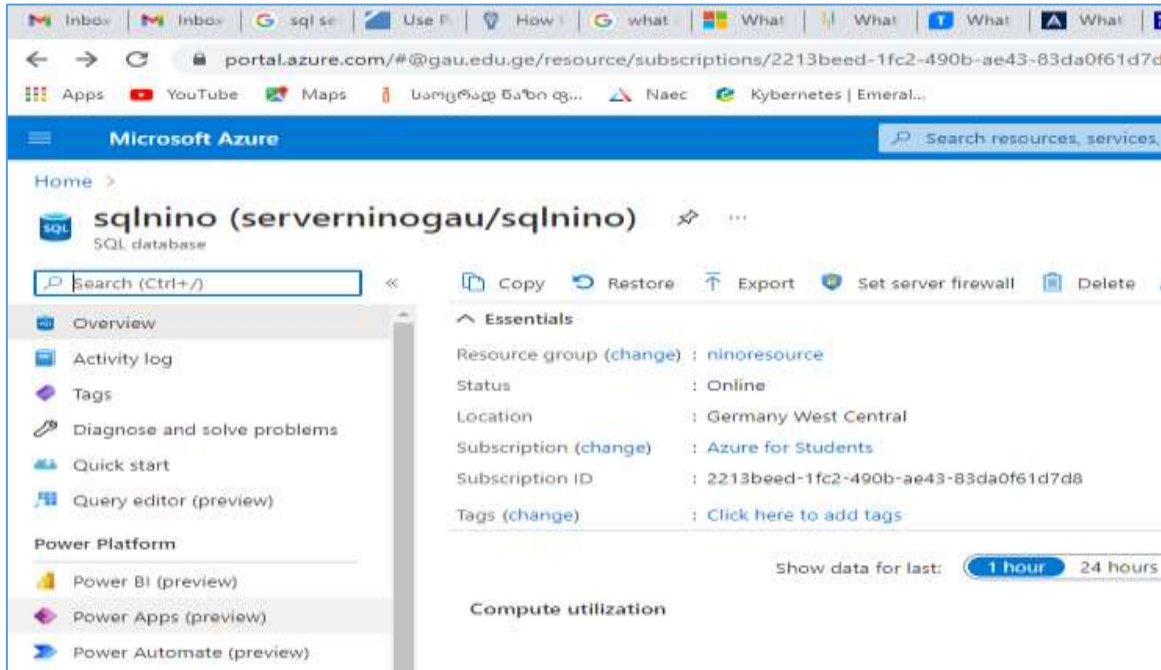 Inbox Inbox sql se Use P How what What What What What
portal.azure.com/#@gau.edu.ge/resource/subscriptions/2213beed-1fc2-490b-ae43-83da0f61d7d
Apps YouTube Maps Naec Kybernetes | Emeral...
Microsoft Azure Search resources, services,
Home >
sqlnino (serverninogau/sqlnino) ...
SQL
SQL database
Search (Ctrl+/) « Copy Restore Export Set server firewall Delete
Overview
Essentials
Activity log
Resource group (change) : ninoresource
Tags
Status : Online
Diagnose and solve problems
Location : Germany West Central
Quick start
Subscription (change) : Azure for Students
Query editor (preview)
Subscription ID : 2213beed-1fc2-490b-ae43-83da0f61d7d8
Tags (change) : Click here to add tags
Power Platform
Power BI (preview)
Show data for last: 1 hour 24 hours
Power Apps (preview)
Compute utilization
Power Automate (preview)